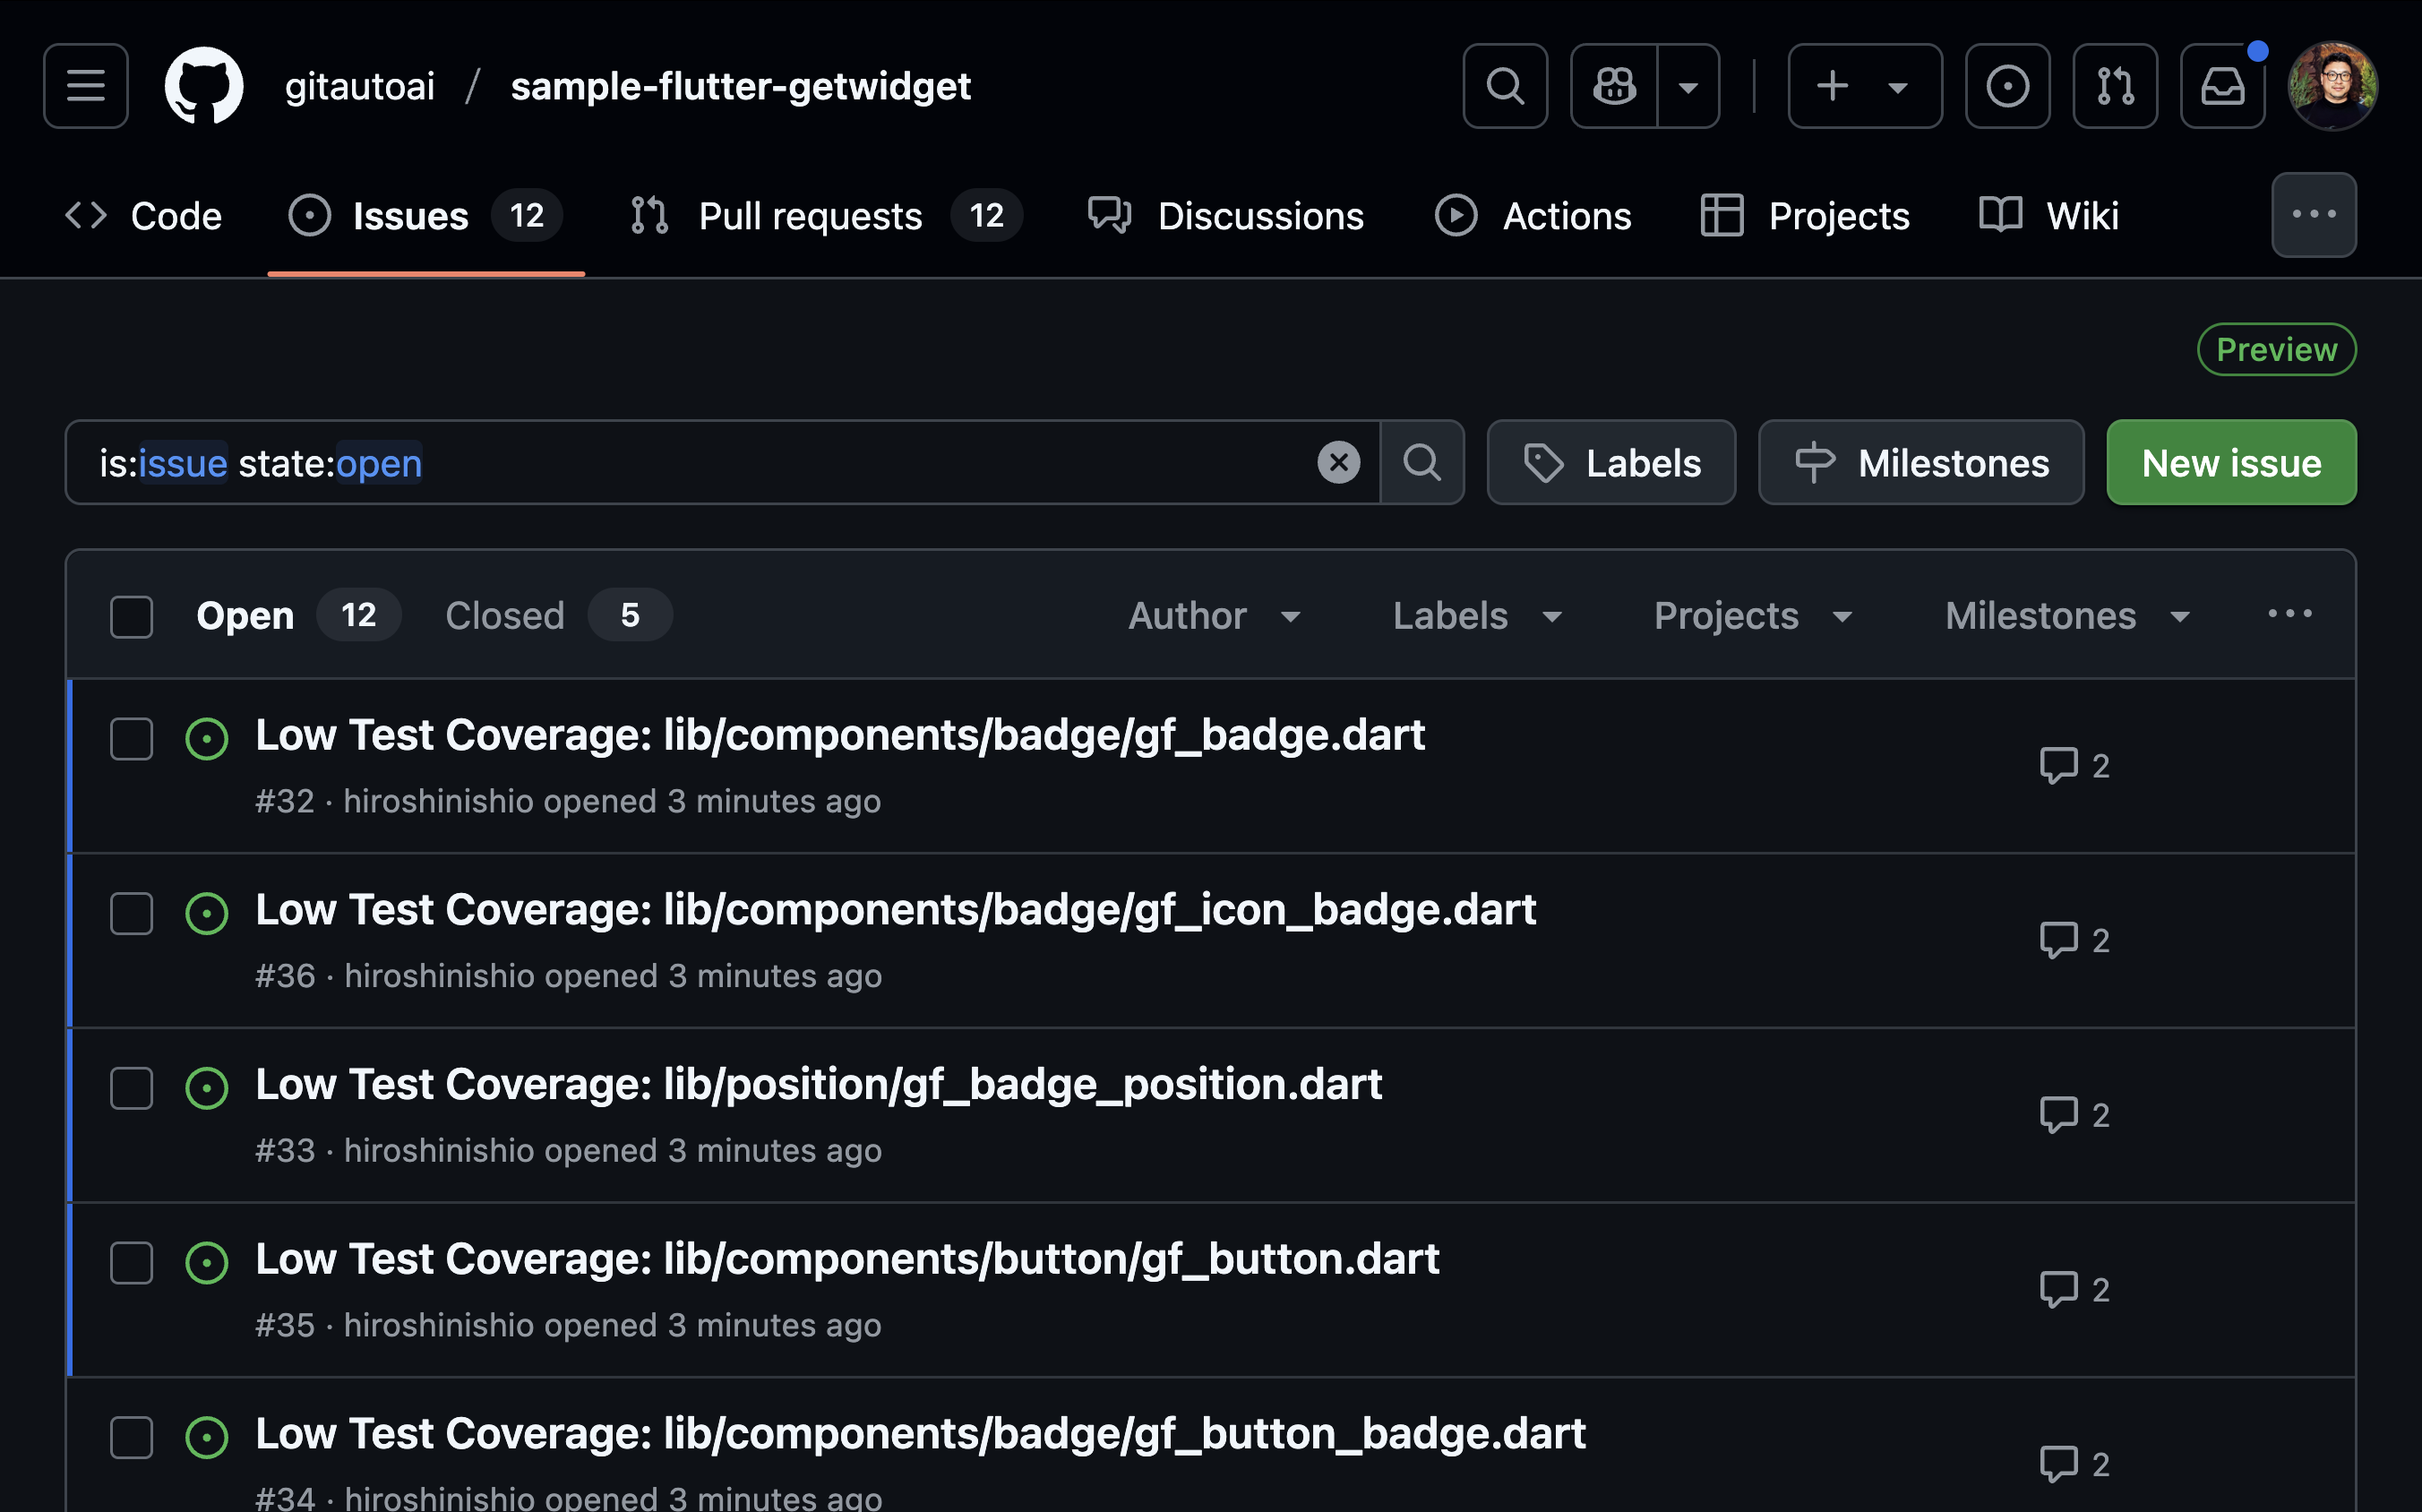 gitautoai / sample-flutter-getwidget
Code Issues 12 Pull requests 12 Discussions Actions Projects Wiki
Preview
is:issue state:open Labels Milestones New issue
Open 12 Closed 5 Author Labels Projects Milestones
Low Test Coverage: lib/components/badge/gf_badge.dart
2
#32 · hiroshinishio opened 3 minutes ago
Low Test Coverage: lib/components/badge/gf_icon_badge.dart
2
#36 · hiroshinishio opened 3 minutes ago
Low Test Coverage: lib/position/gf_badge_position.dart
2
#33 · hiroshinishio opened 3 minutes ago
Low Test Coverage: lib/components/button/gf_button.dart
2
#35 · hiroshinishio opened 3 minutes ago
Low Test Coverage: lib/components/badge/gf_button_badge.dart
2
#34 · hiroshinishio opened 3 minutes ago